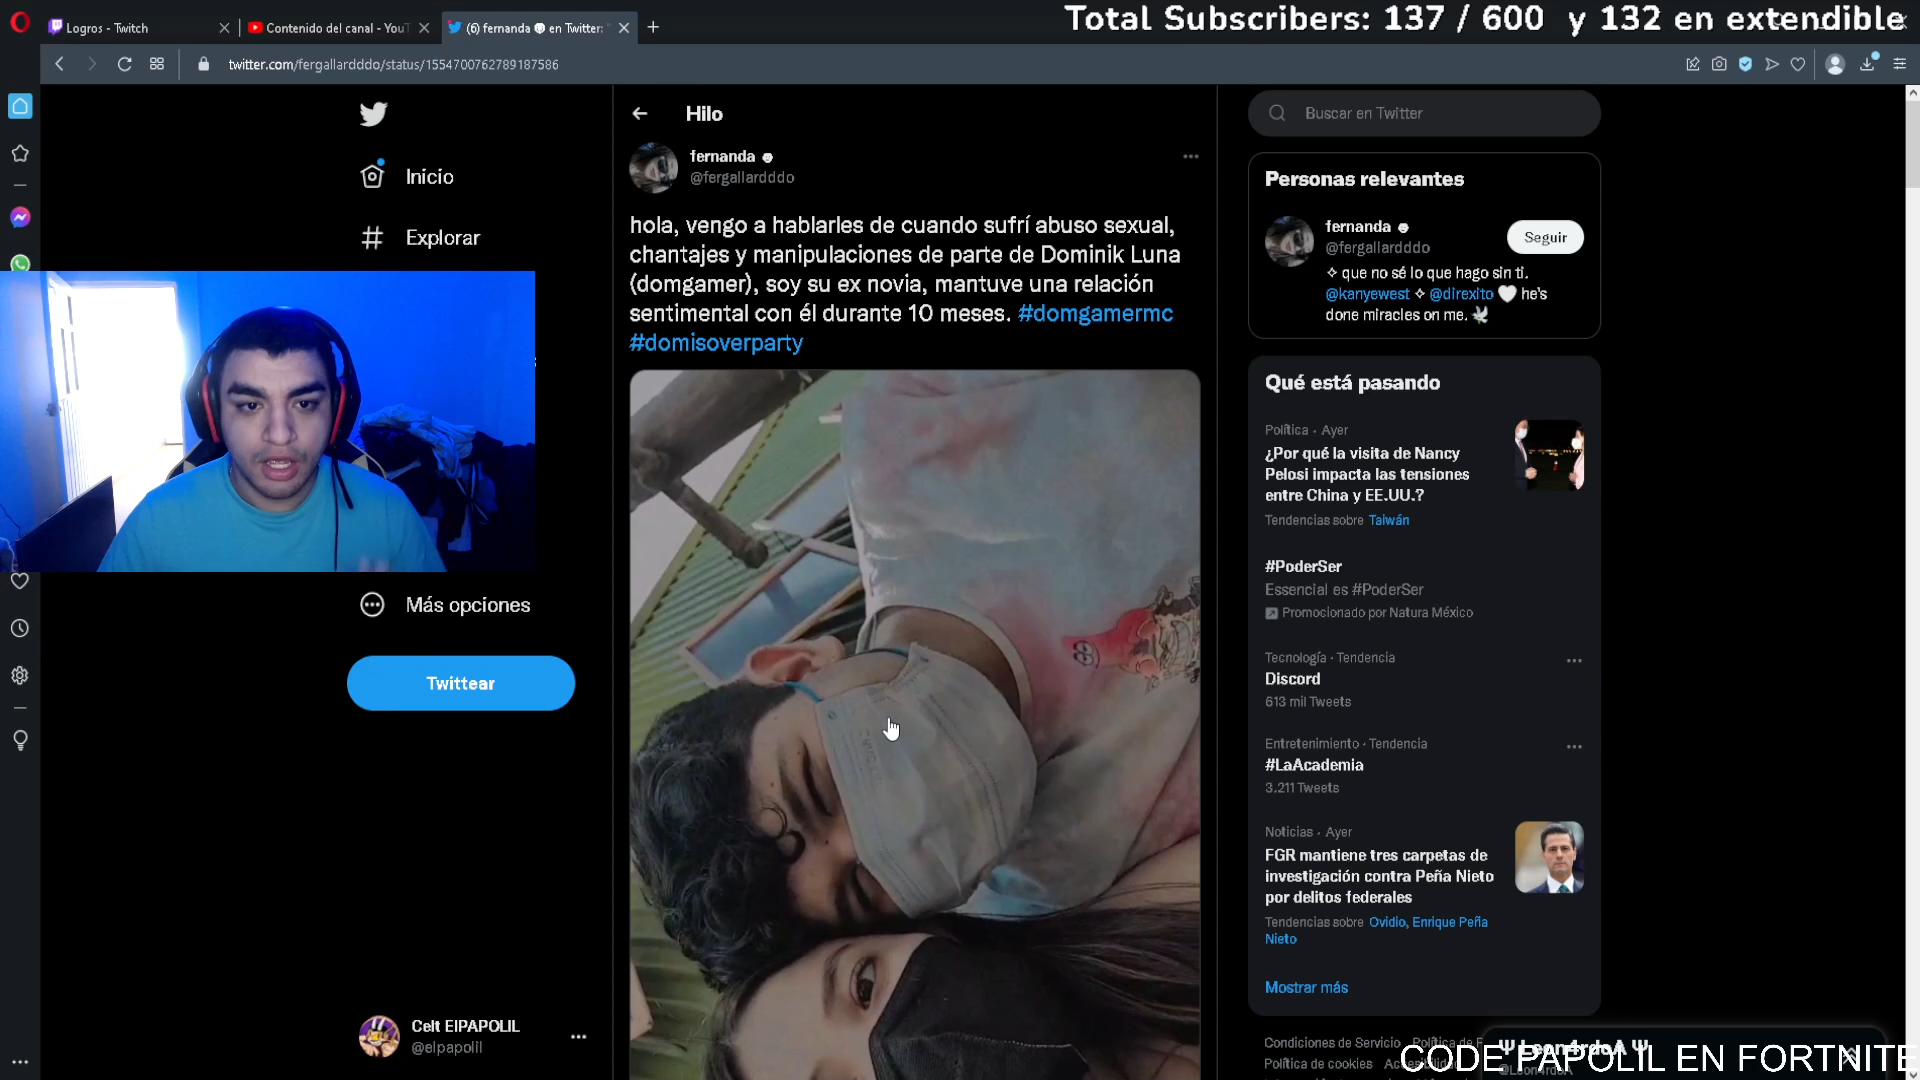 Total Subscribers: 137 / 600 y 132 en extendible
Logros - Twitch
Contenido del canal - YouT
(6) fernanda en Twitter: "
twitter.com/fergallardddo/status/1554700762789187586
Hilo
Buscar en Twitter
Inicio
Explorar
Más opciones
Twittear
Celt ElPAPOLIL
@elpapolil
fernanda
@fergallardddo
hola, vengo a hablarles de cuando sufrí abuso sexual,
chantajes y manipulaciones de parte de Dominik Luna
(domgamer), soy su ex novia, mantuve una relación
sentimental con él durante 10 meses. #domgamermc
#domisoverparty
Personas relevantes
fernanda
@fergallardddo
Seguir
✧ que no sé lo que hago sin ti.
@kanyewest ✧ @direxito 🤍 he's
done miracles on me. 🕊
Qué está pasando
Política · Ayer
¿Por qué la visita de Nancy
Pelosi impacta las tensiones
entre China y EE.UU.?
Tendencias sobre Taiwán
#PoderSer
Essencial es #PoderSer
Promocionado por Natura México
Tecnología · Tendencia
Discord
613 mil Tweets
Entretenimiento · Tendencia
#LaAcademia
3.211 Tweets
Noticias · Ayer
FGR mantiene tres carpetas de
investigación contra Peña Nieto
por delitos federales
Tendencias sobre Ovidio, Enrique Peña
Nieto
Mostrar más
Condiciones de Servicio Política de
Política de cookies
Ψ Leon4rdoA Ψ
@Leon4rdoA
CODE PAPOLIL EN FORTNITE